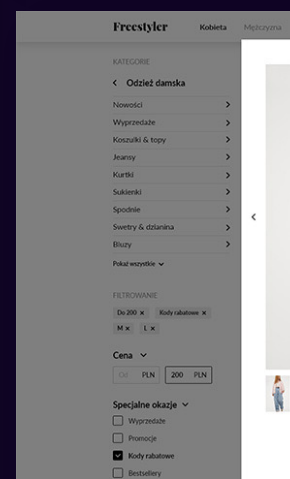 Freestyler Kobieta Mężczyzna
KATEGORIE
Odzież damska
Nowości
Wyprzedaże
Koszulki & topy
Jeansy
Kurtki
Sukienki
Spodnie
Swetry & dzianina
Bluzy
Pokaż wszystkie
FILTROWANIE
Do 200 × Kody rabatowe ×
M × L ×
Cena
Od PLN 200 PLN
Specjalne okazje
Wyprzedaże
Promocje
Kody rabatowe
Bestsellery